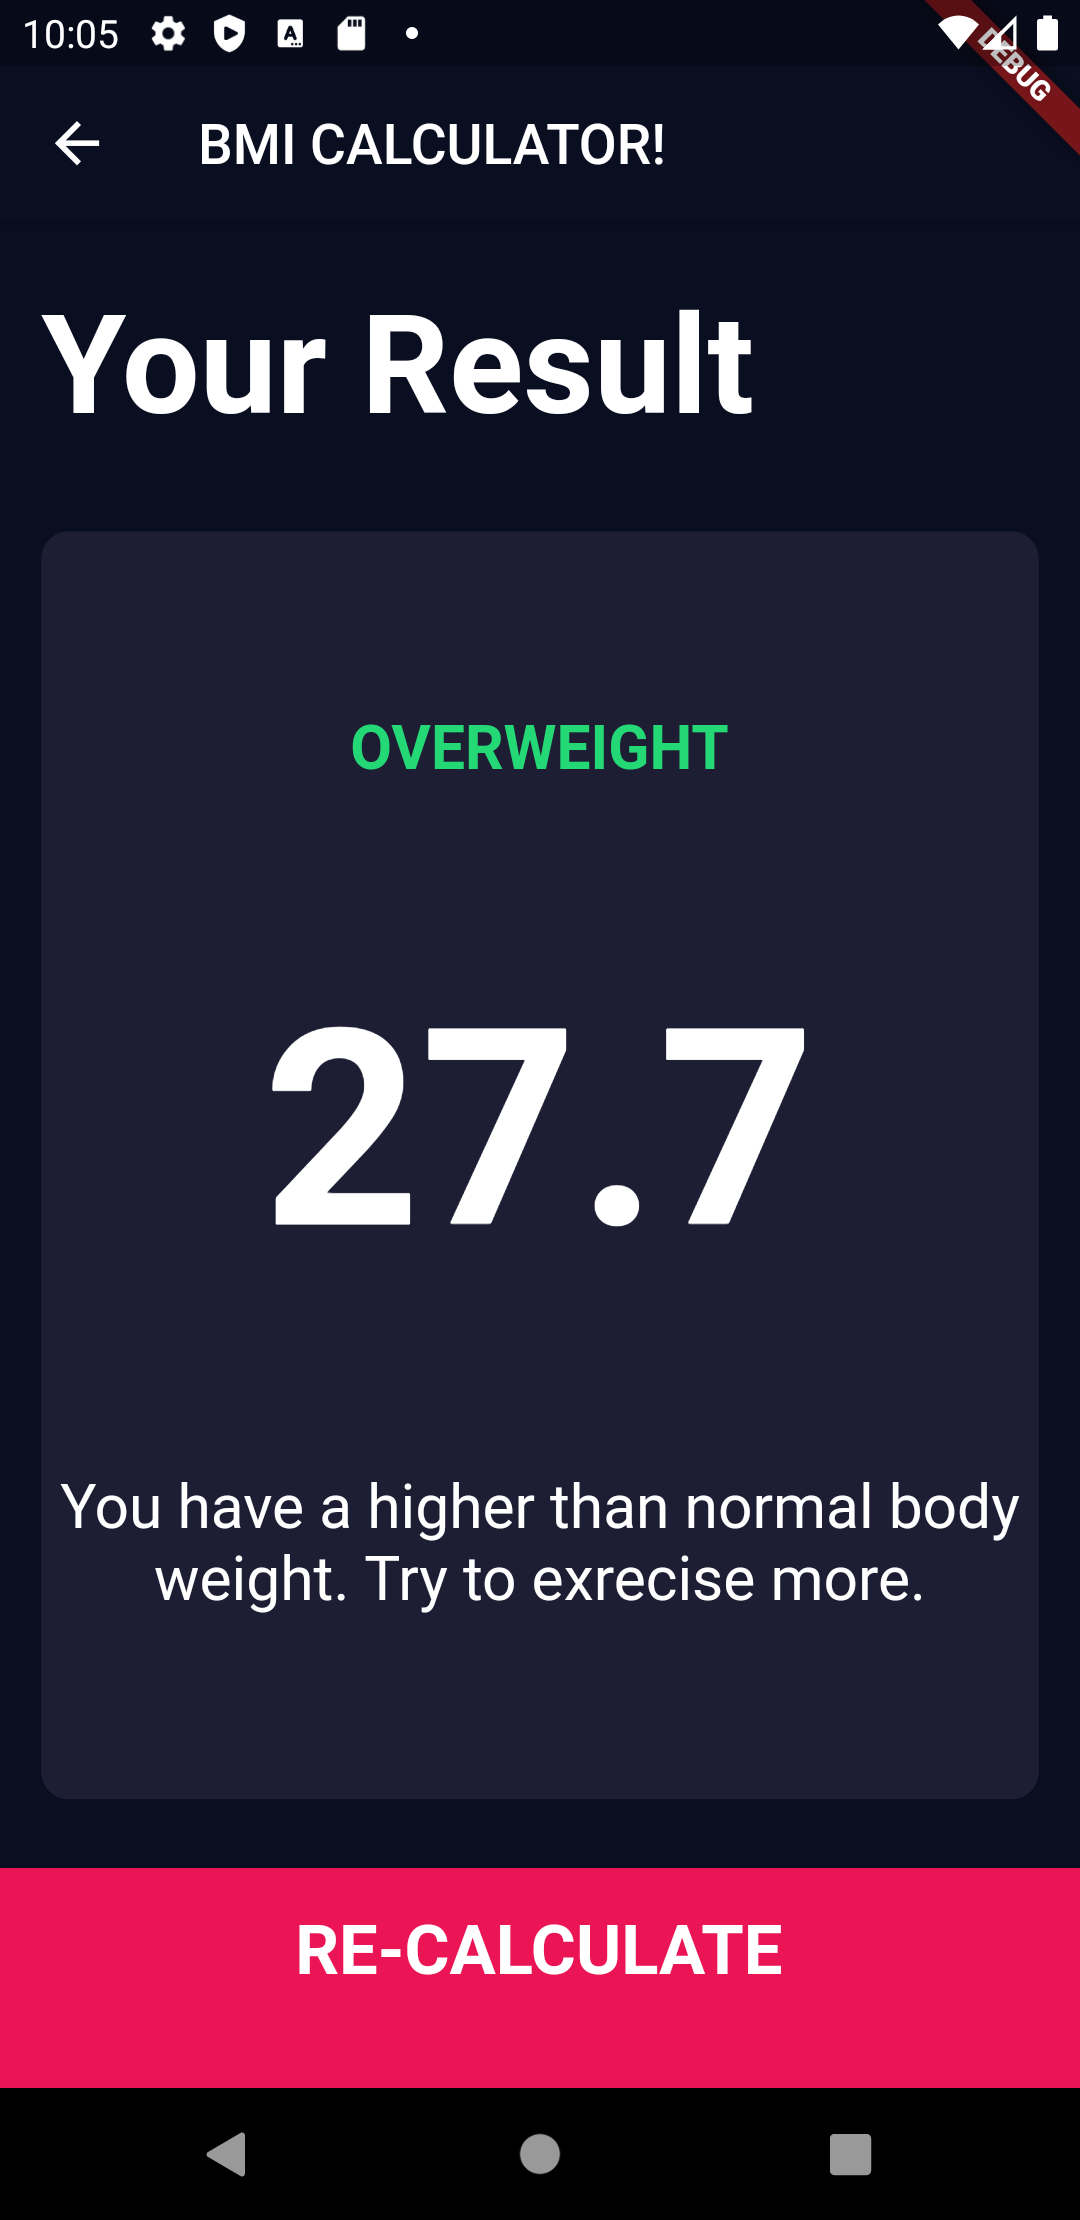 10:05
DEBUG
BMI CALCULATOR!
Your Result
OVERWEIGHT
27.7
You have a higher than normal body
weight. Try to exrecise more.
RE-CALCULATE